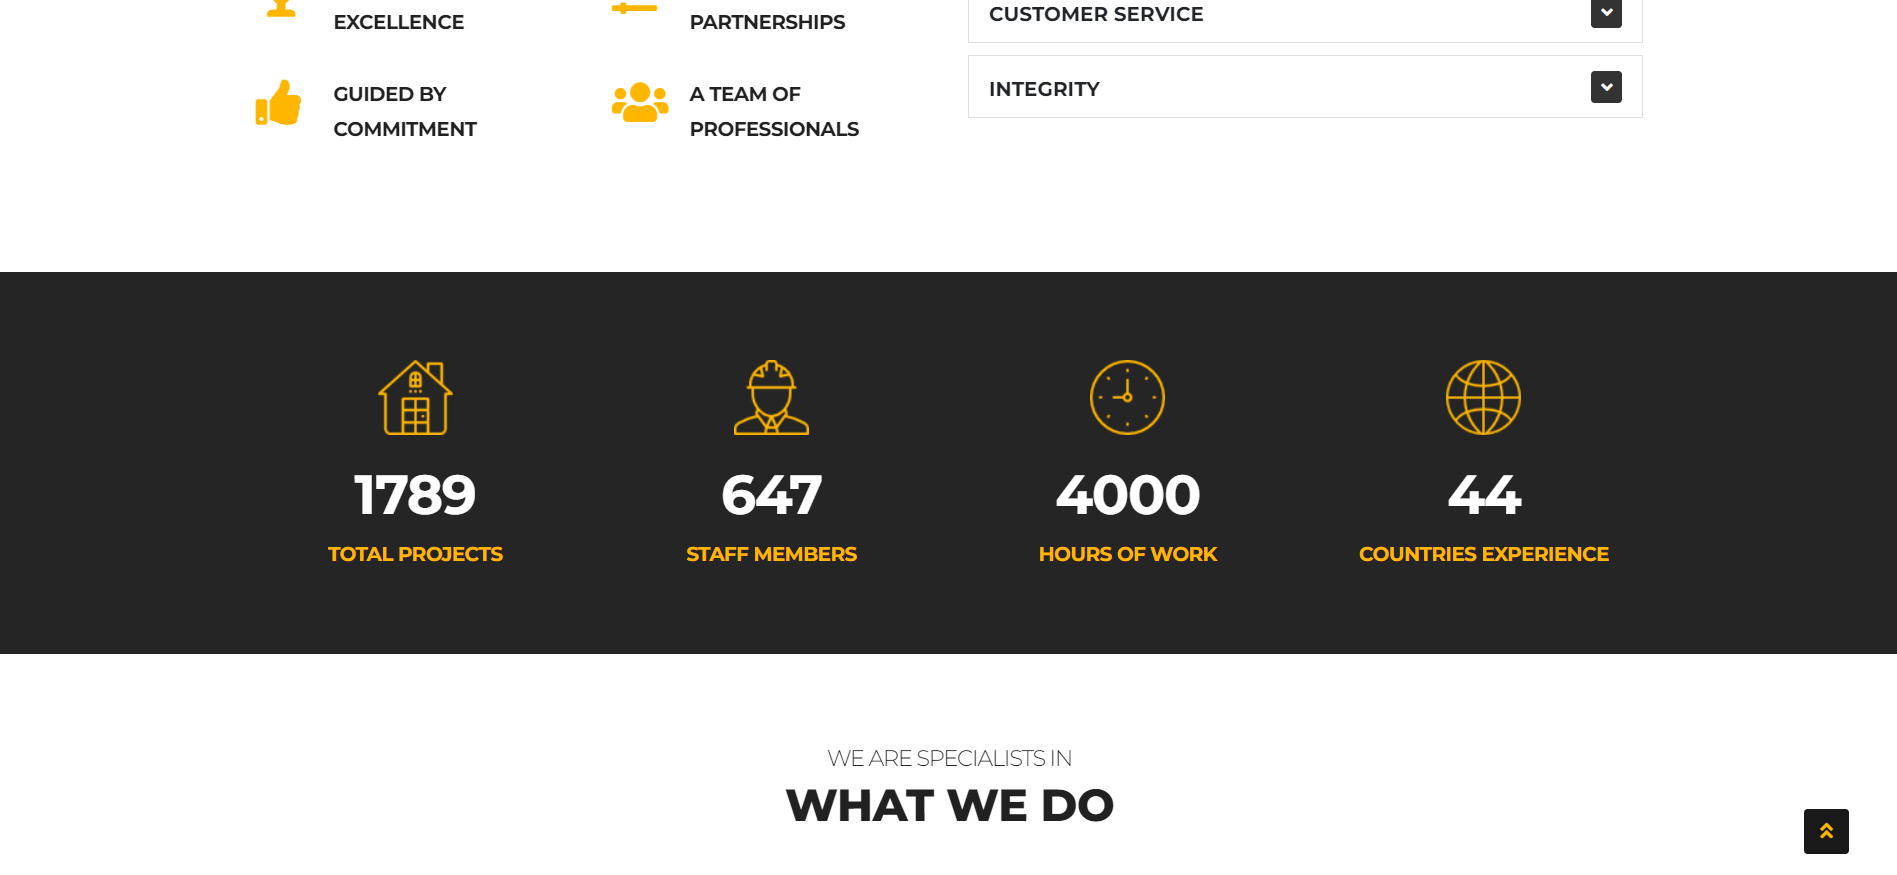 EXCELLENCE
PARTNERSHIPS
GUIDED BY
COMMITMENT
A TEAM OF
PROFESSIONALS
CUSTOMER SERVICE
INTEGRITY
1789
TOTAL PROJECTS
647
STAFF MEMBERS
4000
HOURS OF WORK
44
COUNTRIES EXPERIENCE
WE ARE SPECIALISTS IN
WHAT WE DO